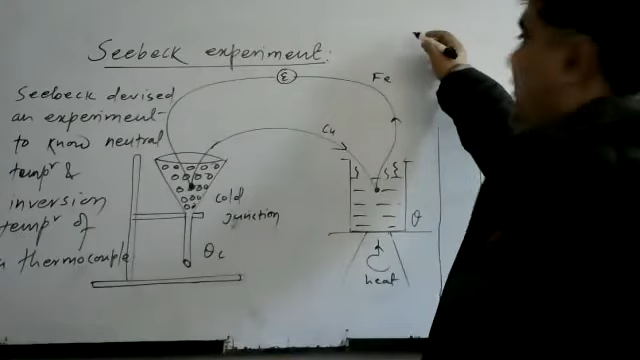 Seebeck experiment:
Seebeck devised
an experiment
to know neutral
tempr &
inversion
tempr of
a thermocouple
ε
Fe
Cu
cold
junction
θc
θ
heat